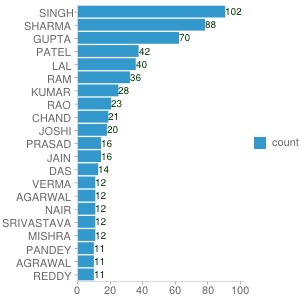 SINGH 102
SHARMA 88
GUPTA 70
PATEL 42
LAL 40
RAM 36
KUMAR 28
RAO 23
CHAND 21
JOSHI 20
PRASAD 16
JAIN 16
DAS 14
VERMA 12
AGARWAL 12
NAIR 12
SRIVASTAVA 12
MISHRA 12
PANDEY 11
AGRAWAL 11
REDDY 11
0 20 40 60 80 100
count